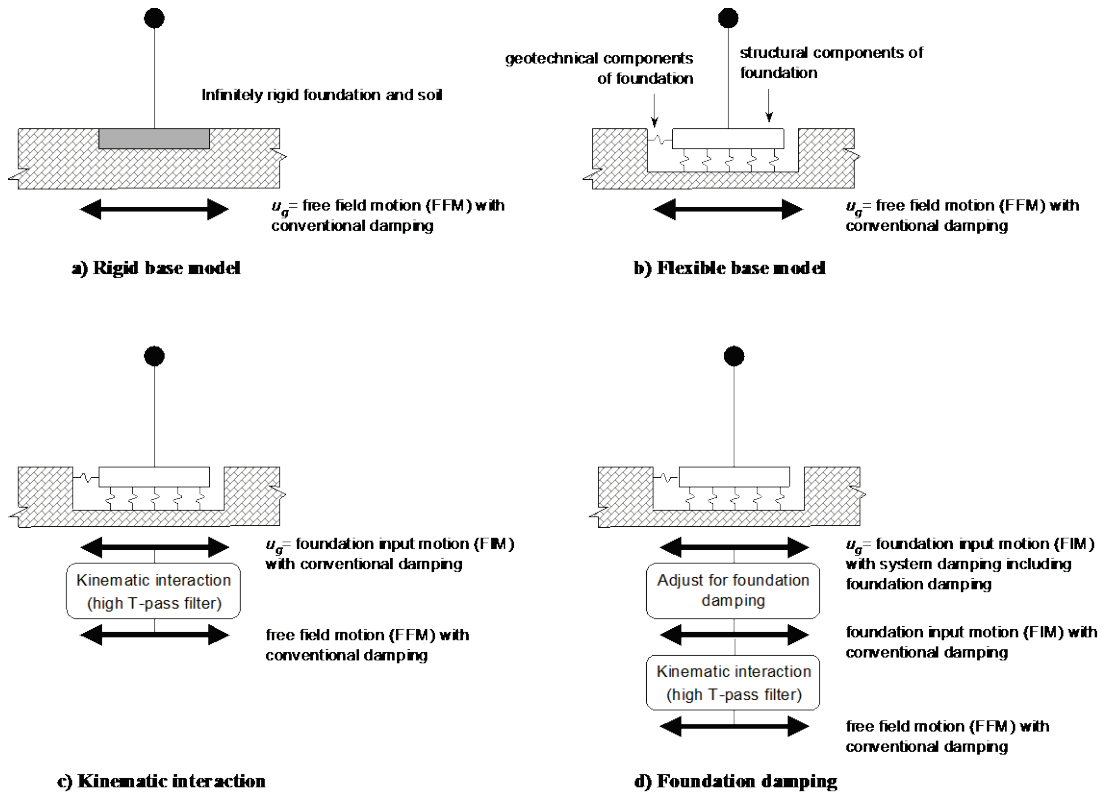 Infinitely rigid foundation and soil
u_g= free field motion (FFM) with
conventional damping
a) Rigid base model
geotechnical components
of foundation
structural components of
foundation
u_g= free field motion (FFM) with
conventional damping
b) Flexible base model
u_g= foundation input motion (FIM)
with conventional damping
Kinematic interaction
(high T-pass filter)
free field motion (FFM) with
conventional damping
c) Kinematic interaction
u_g= foundation input motion (FIM)
with system damping including
foundation damping
Adjust for foundation
damping
foundation input motion (FIM) with
conventional damping
Kinematic interaction
(high T-pass filter)
free field motion (FFM) with
conventional damping
d) Foundation damping